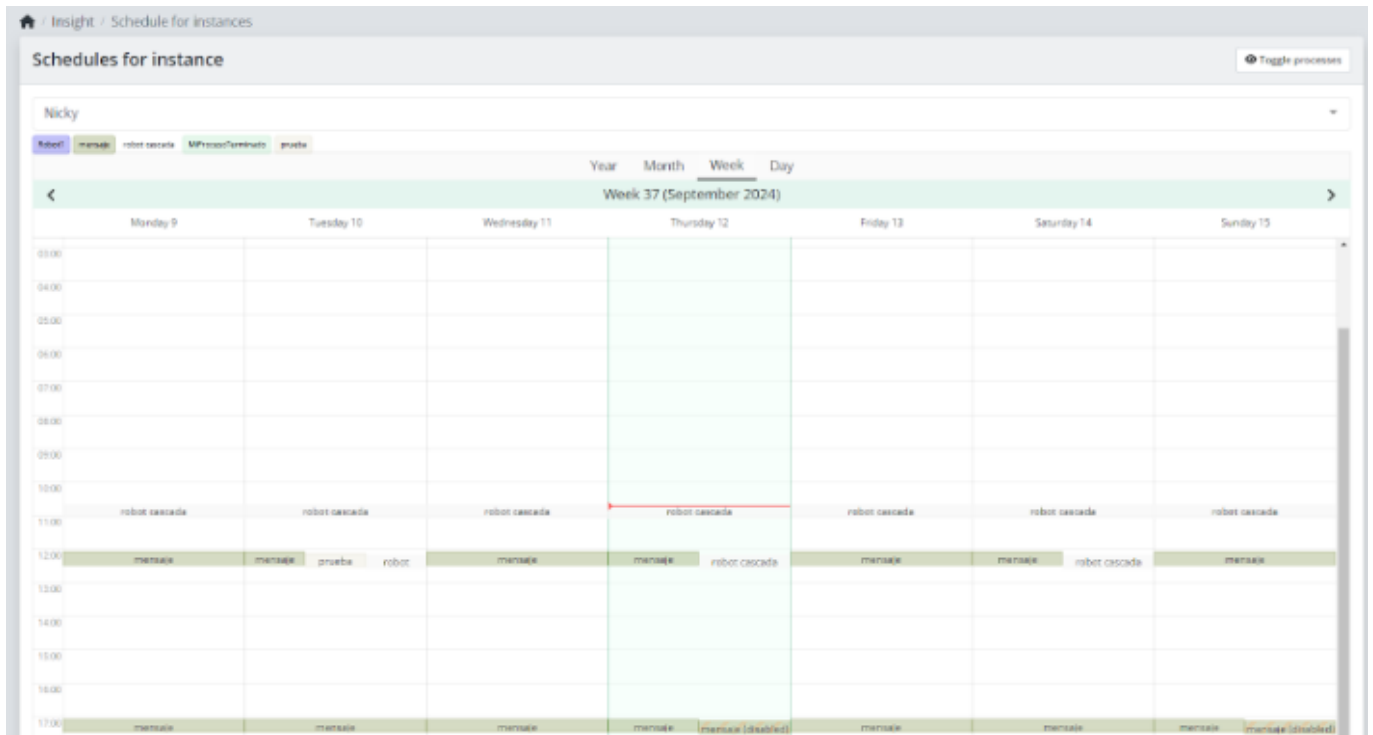 / Insight / Schedule for instances
Schedules for instance
Toggle processes
Nicky
Robot1 mensaje robot cascada MiProcesoTerminado prueba
Year Month Week Day
Week 37 (September 2024)
Monday 9 Tuesday 10 Wednesday 11 Thursday 12 Friday 13 Saturday 14 Sunday 15
03:00
04:00
05:00
06:00
07:00
08:00
09:00
10:00
robot cascada robot cascada robot cascada robot cascada robot cascada robot cascada robot cascada
11:00
12:00 mensaje mensaje prueba robot mensaje mensaje robot cascada mensaje mensaje robot cascada mensaje
13:00
14:00
15:00
16:00
17:00 mensaje mensaje mensaje mensaje mensaje (disabled) mensaje mensaje mensaje mensaje (disabled)